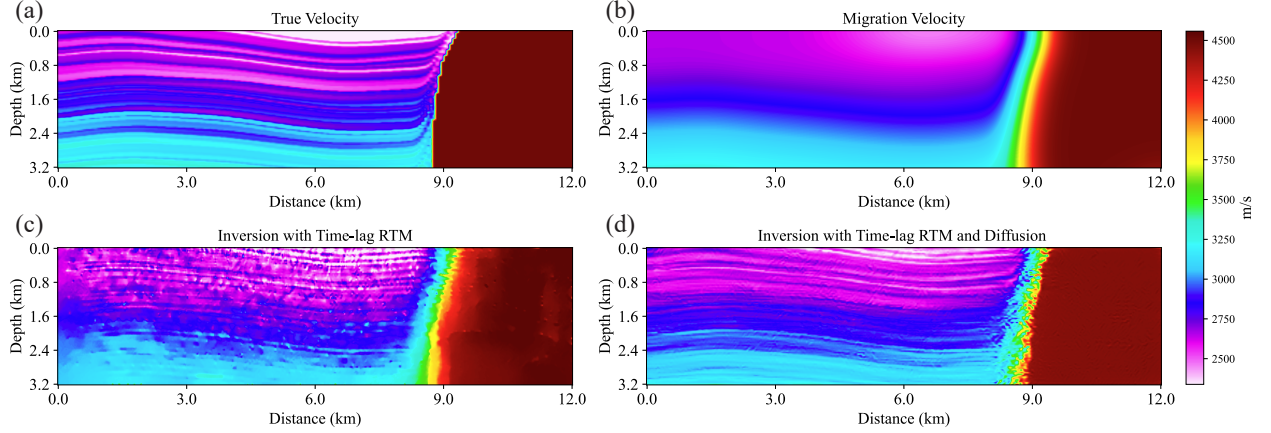 (a)
True Velocity
0.0
0.8
1.6
2.4
3.2
Depth (km)
0.0 3.0 6.0 9.0 12.0
Distance (km)
(b)
Migration Velocity
0.0
0.8
1.6
2.4
3.2
Depth (km)
0.0 3.0 6.0 9.0 12.0
Distance (km)
(c)
Inversion with Time-lag RTM
0.0
0.8
1.6
2.4
3.2
Depth (km)
0.0 3.0 6.0 9.0 12.0
Distance (km)
(d)
Inversion with Time-lag RTM and Diffusion
0.0
0.8
1.6
2.4
3.2
Depth (km)
0.0 3.0 6.0 9.0 12.0
Distance (km)
4500
4250
4000
3750
3500
3250
3000
2750
2500
m/s